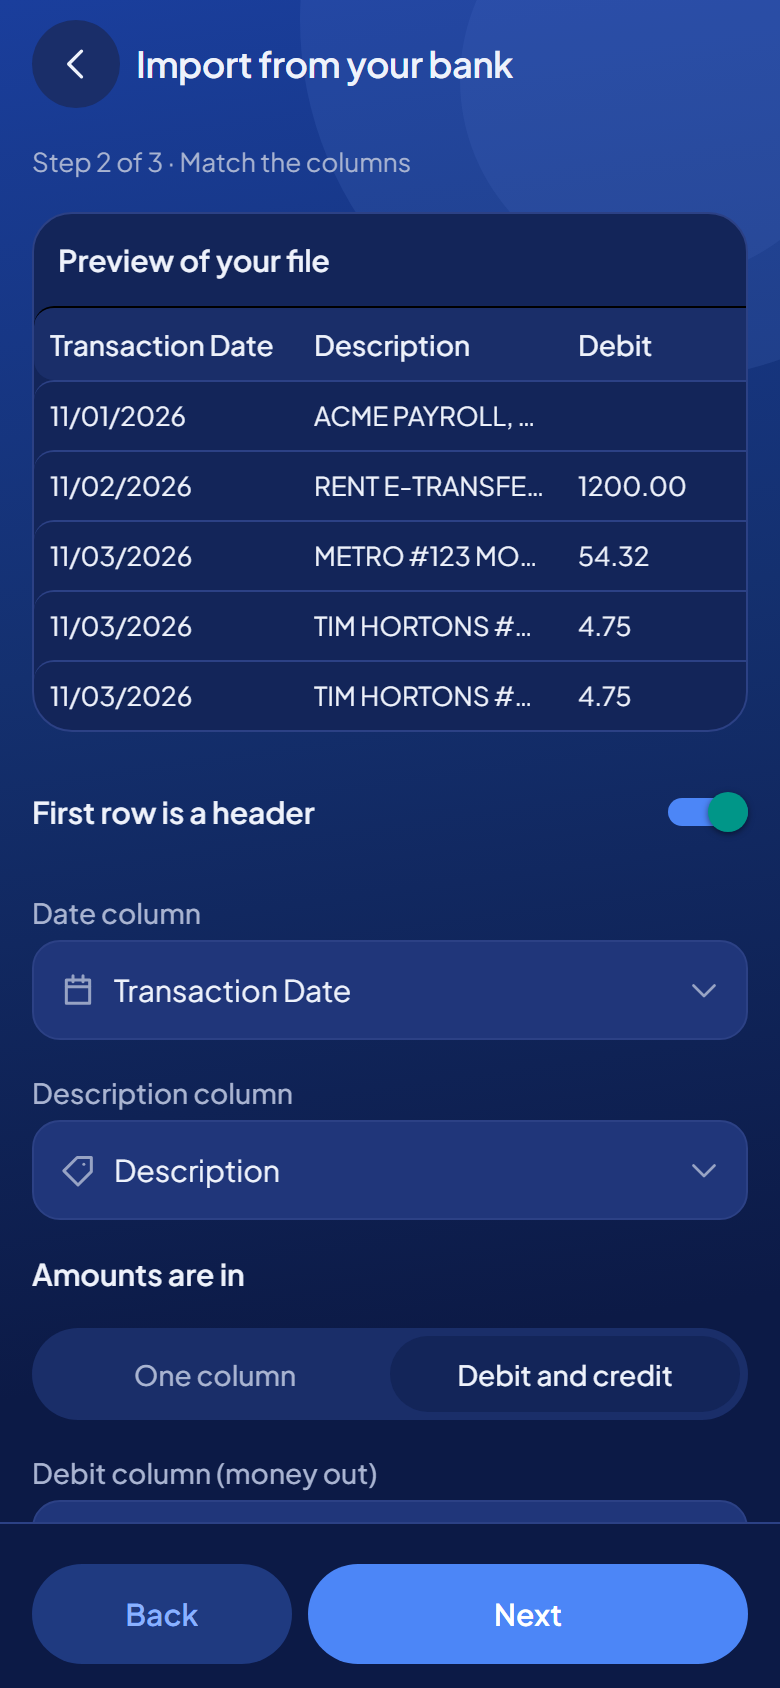 Import from your bank
Step 2 of 3 · Match the columns
Preview of your file
Transaction Date Description Debit
11/01/2026 ACME PAYROLL, ...
11/02/2026 RENT E-TRANSFE... 1200.00
11/03/2026 METRO #123 MO... 54.32
11/03/2026 TIM HORTONS #... 4.75
11/03/2026 TIM HORTONS #... 4.75
First row is a header
Date column
Transaction Date
Description column
Description
Amounts are in
One column Debit and credit
Debit column (money out)
Back Next